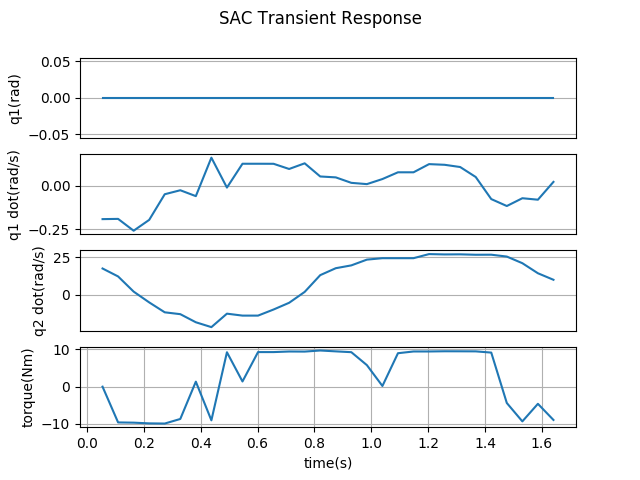 SAC Transient Response
0.05
0.00
−0.05
q1(rad)
0.00
−0.25
q1 dot(rad/s)
25
0
q2 dot(rad/s)
10
0
−10
torque(Nm)
0.0 0.2 0.4 0.6 0.8 1.0 1.2 1.4 1.6
time(s)